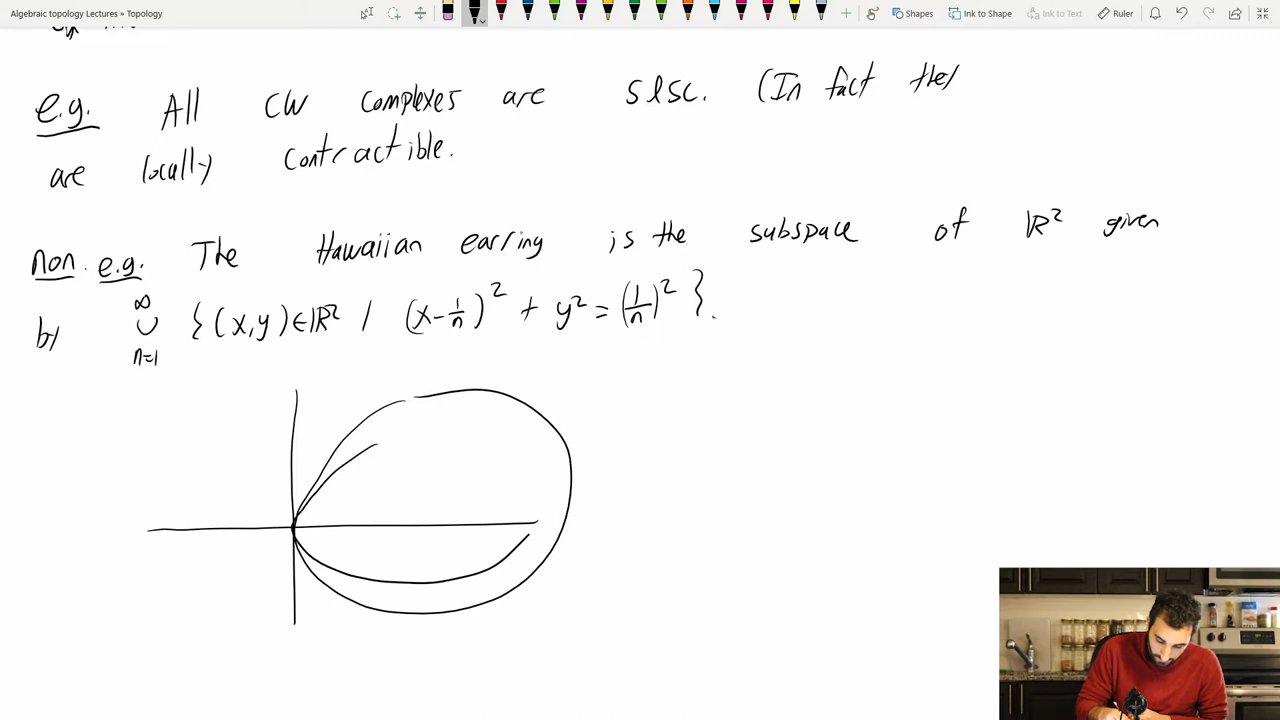 Algebraic topology Lectures » Topology
Shapes Ink to Shape Ink to Text Ruler
e.g. All CW complexes are slsc. (In fact they
are locally contractible.
non. e.g. The Hawaiian earring is the subspace of ℝ² given
by ∞ ∪ n=1 {(x,y)∈ℝ² | (x-1/n)² + y² = (1/n)² }.